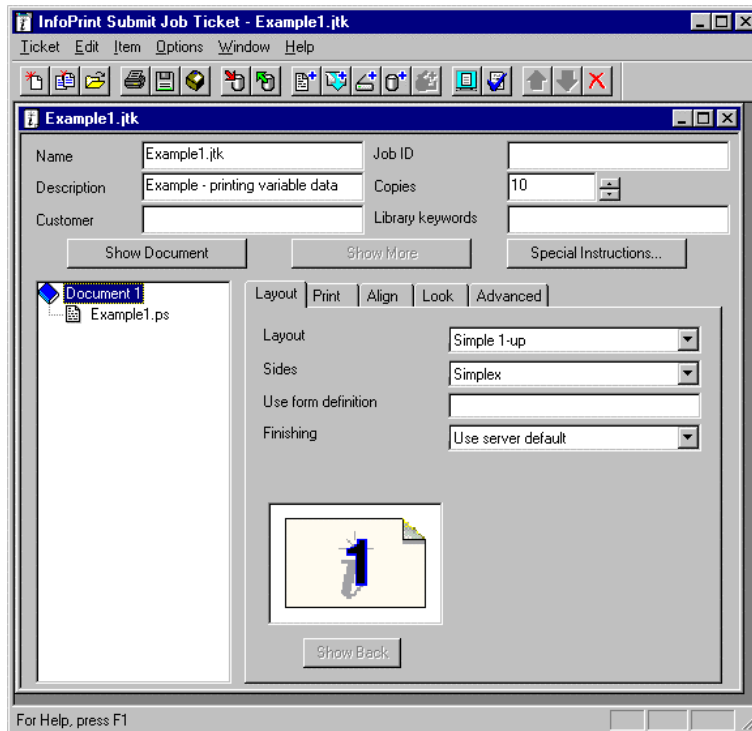 InfoPrint Submit Job Ticket - Example1.jtk
Ticket Edit Item Options Window Help
Example1.jtk
Name Example1.jtk Job ID
Description Example - printing variable data Copies 10
Customer Library keywords
Show Document Show More Special Instructions...
Document 1
Example1.ps
Layout Print Align Look Advanced
Layout Simple 1-up
Sides Simplex
Use form definition
Finishing Use server default
1
Show Back
For Help, press F1